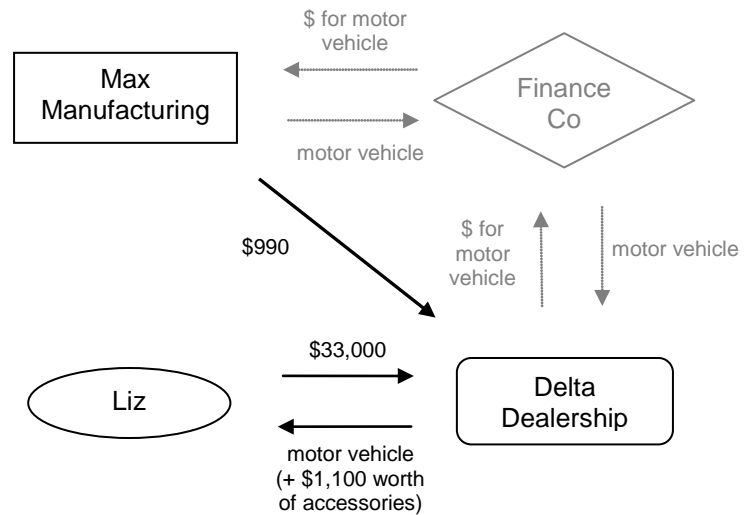 $ for motor
vehicle
Max
Manufacturing
Finance
Co
motor vehicle
$990
$ for
motor
vehicle
motor vehicle
$33,000
Liz
Delta
Dealership
motor vehicle
(+ $1,100 worth
of accessories)